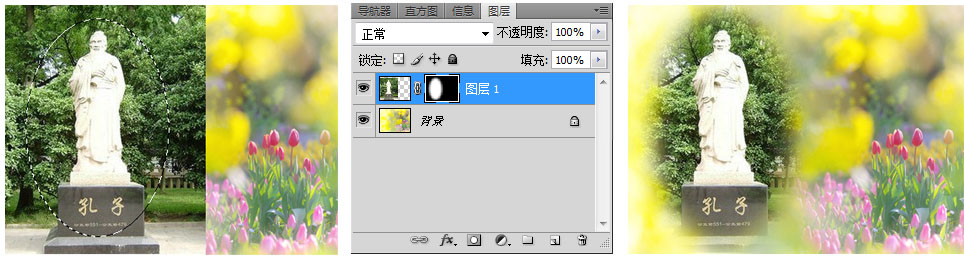 孔子
导航器 直方图 信息 图层
正常 不透明度: 100%
锁定: 填充: 100%
图层 1
背景
fx.
孔子